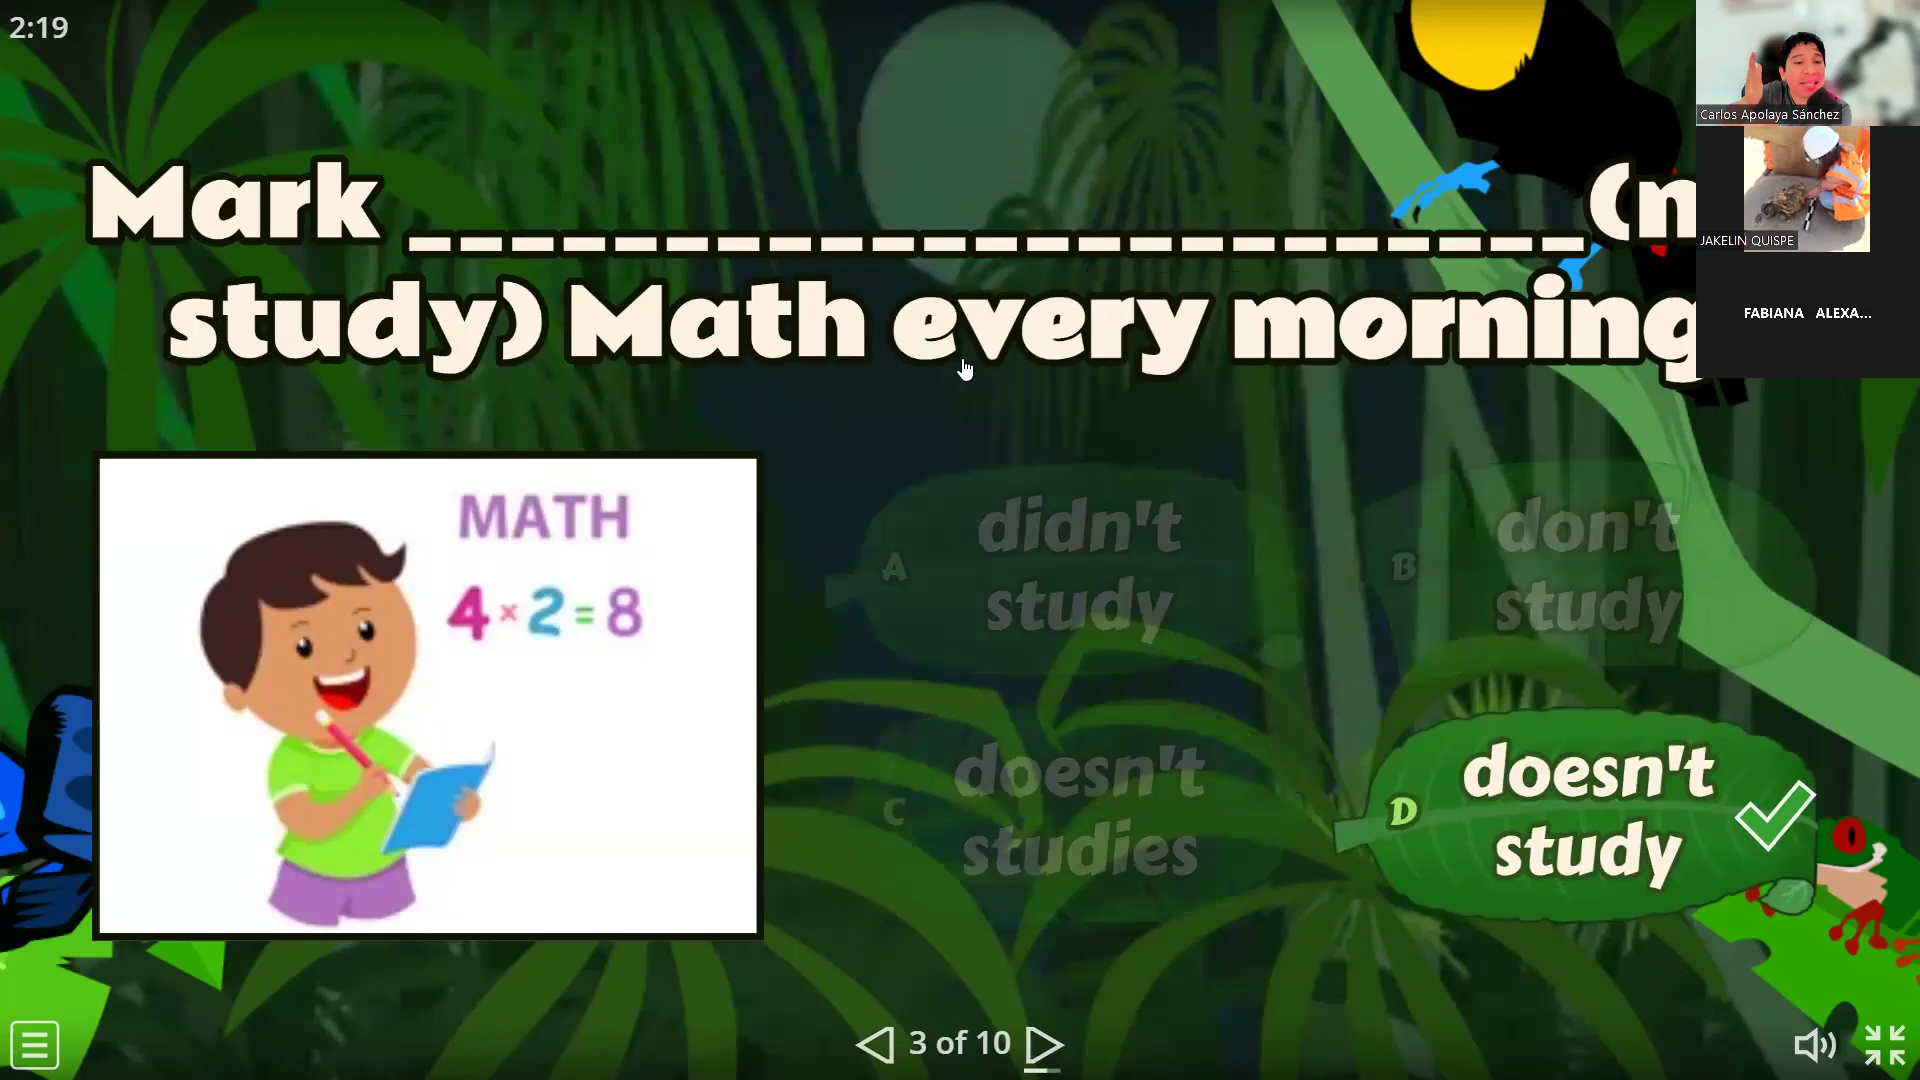 2:19
Carlos Apolaya Sánchez
Mark _______________________ (n
JAKELIN QUISPE
study) Math every morning
FABIANA ALEXA...
MATH
4 × 2 = 8
A
didn't
study
B
don't
study
C
doesn't
studies
D
doesn't
study
3 of 10